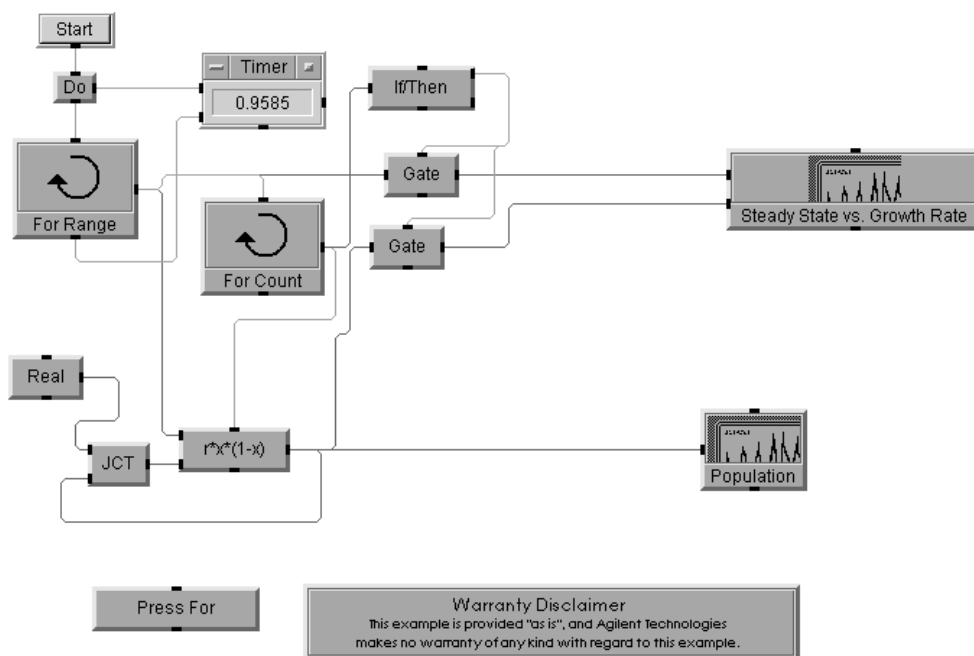 Start
Do
Timer
0.9585
If/Then
For Range
Gate
Gate
For Count
Steady State vs. Growth Rate
Real
JCT
r*x*(1-x)
Population
Press For
Warranty Disclaimer
This example is provided "as is", and Agilent Technologies
makes no warranty of any kind with regard to this example.